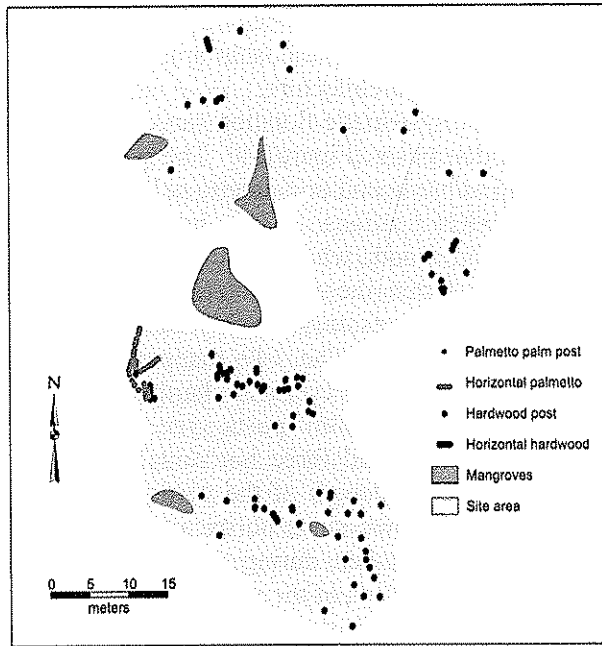 Palmetto palm post
Horizontal palmetto
Hardwood post
Horizontal hardwood
Mangroves
Site area
N
0 5 10 15
meters